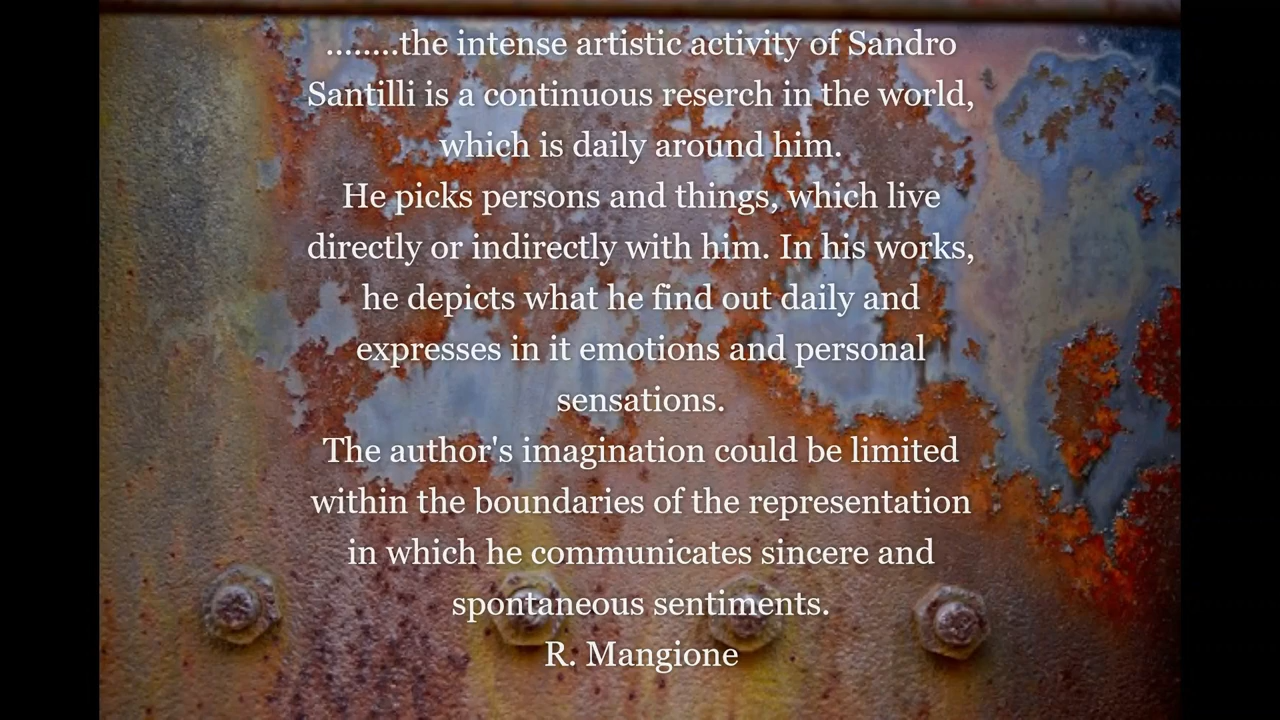 ........the intense artistic activity of Sandro
Santilli is a continuous reserch in the world,
which is daily around him.
He picks persons and things, which live
directly or indirectly with him. In his works,
he depicts what he find out daily and
expresses in it emotions and personal
sensations.
The author's imagination could be limited
within the boundaries of the representation
in which he communicates sincere and
spontaneous sentiments.
R. Mangione